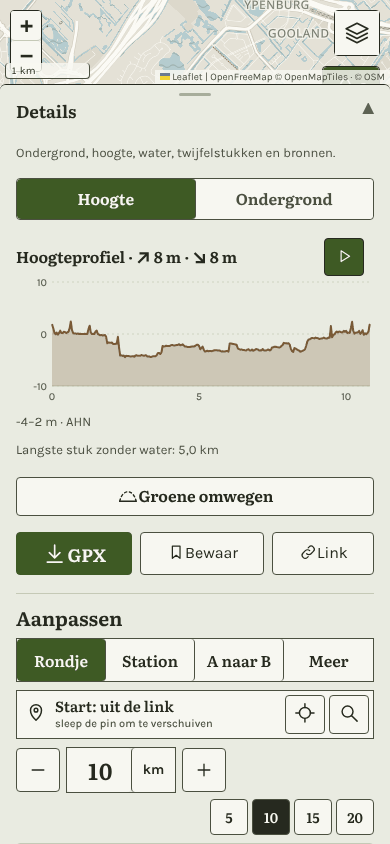 YPENBURG
GOOLAND
+
−
1 km
Leaflet | OpenFreeMap © OpenMapTiles · © OSM
Details ▲
Ondergrond, hoogte, water, twijfelstukken en bronnen.
Hoogte Ondergrond
Hoogteprofiel · ↗ 8 m · ↘ 8 m
10
0
-10
0 5 10
-4–2 m · AHN
Langste stuk zonder water: 5,0 km
Groene omwegen
GPX Bewaar Link
Aanpassen
Rondje Station A naar B Meer
Start: uit de link
sleep de pin om te verschuiven
− 10 km +
5 10 15 20